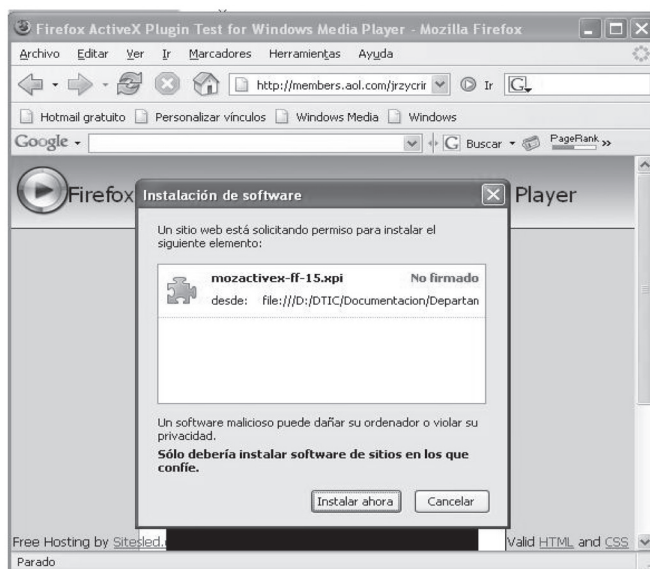 Firefox ActiveX Plugin Test for Windows Media Player - Mozilla Firefox
Archivo Editar Ver Ir Marcadores Herramientas Ayuda
http://members.aol.com/jrzycrir Ir G
Hotmail gratuito Personalizar vínculos Windows Media Windows
Google Buscar PageRank »
Firefox Player
Instalación de software
Un sitio web está solicitando permiso para instalar el
siguiente elemento:
mozactivex-ff-15.xpi No firmado
desde: file:///D:/DTIC/Documentacion/Departan
Un software malicioso puede dañar su ordenador o violar su
privacidad.
Sólo debería instalar software de sitios en los que
confíe.
Instalar ahora Cancelar
Free Hosting by Sitesled. Valid HTML and CSS
Parado